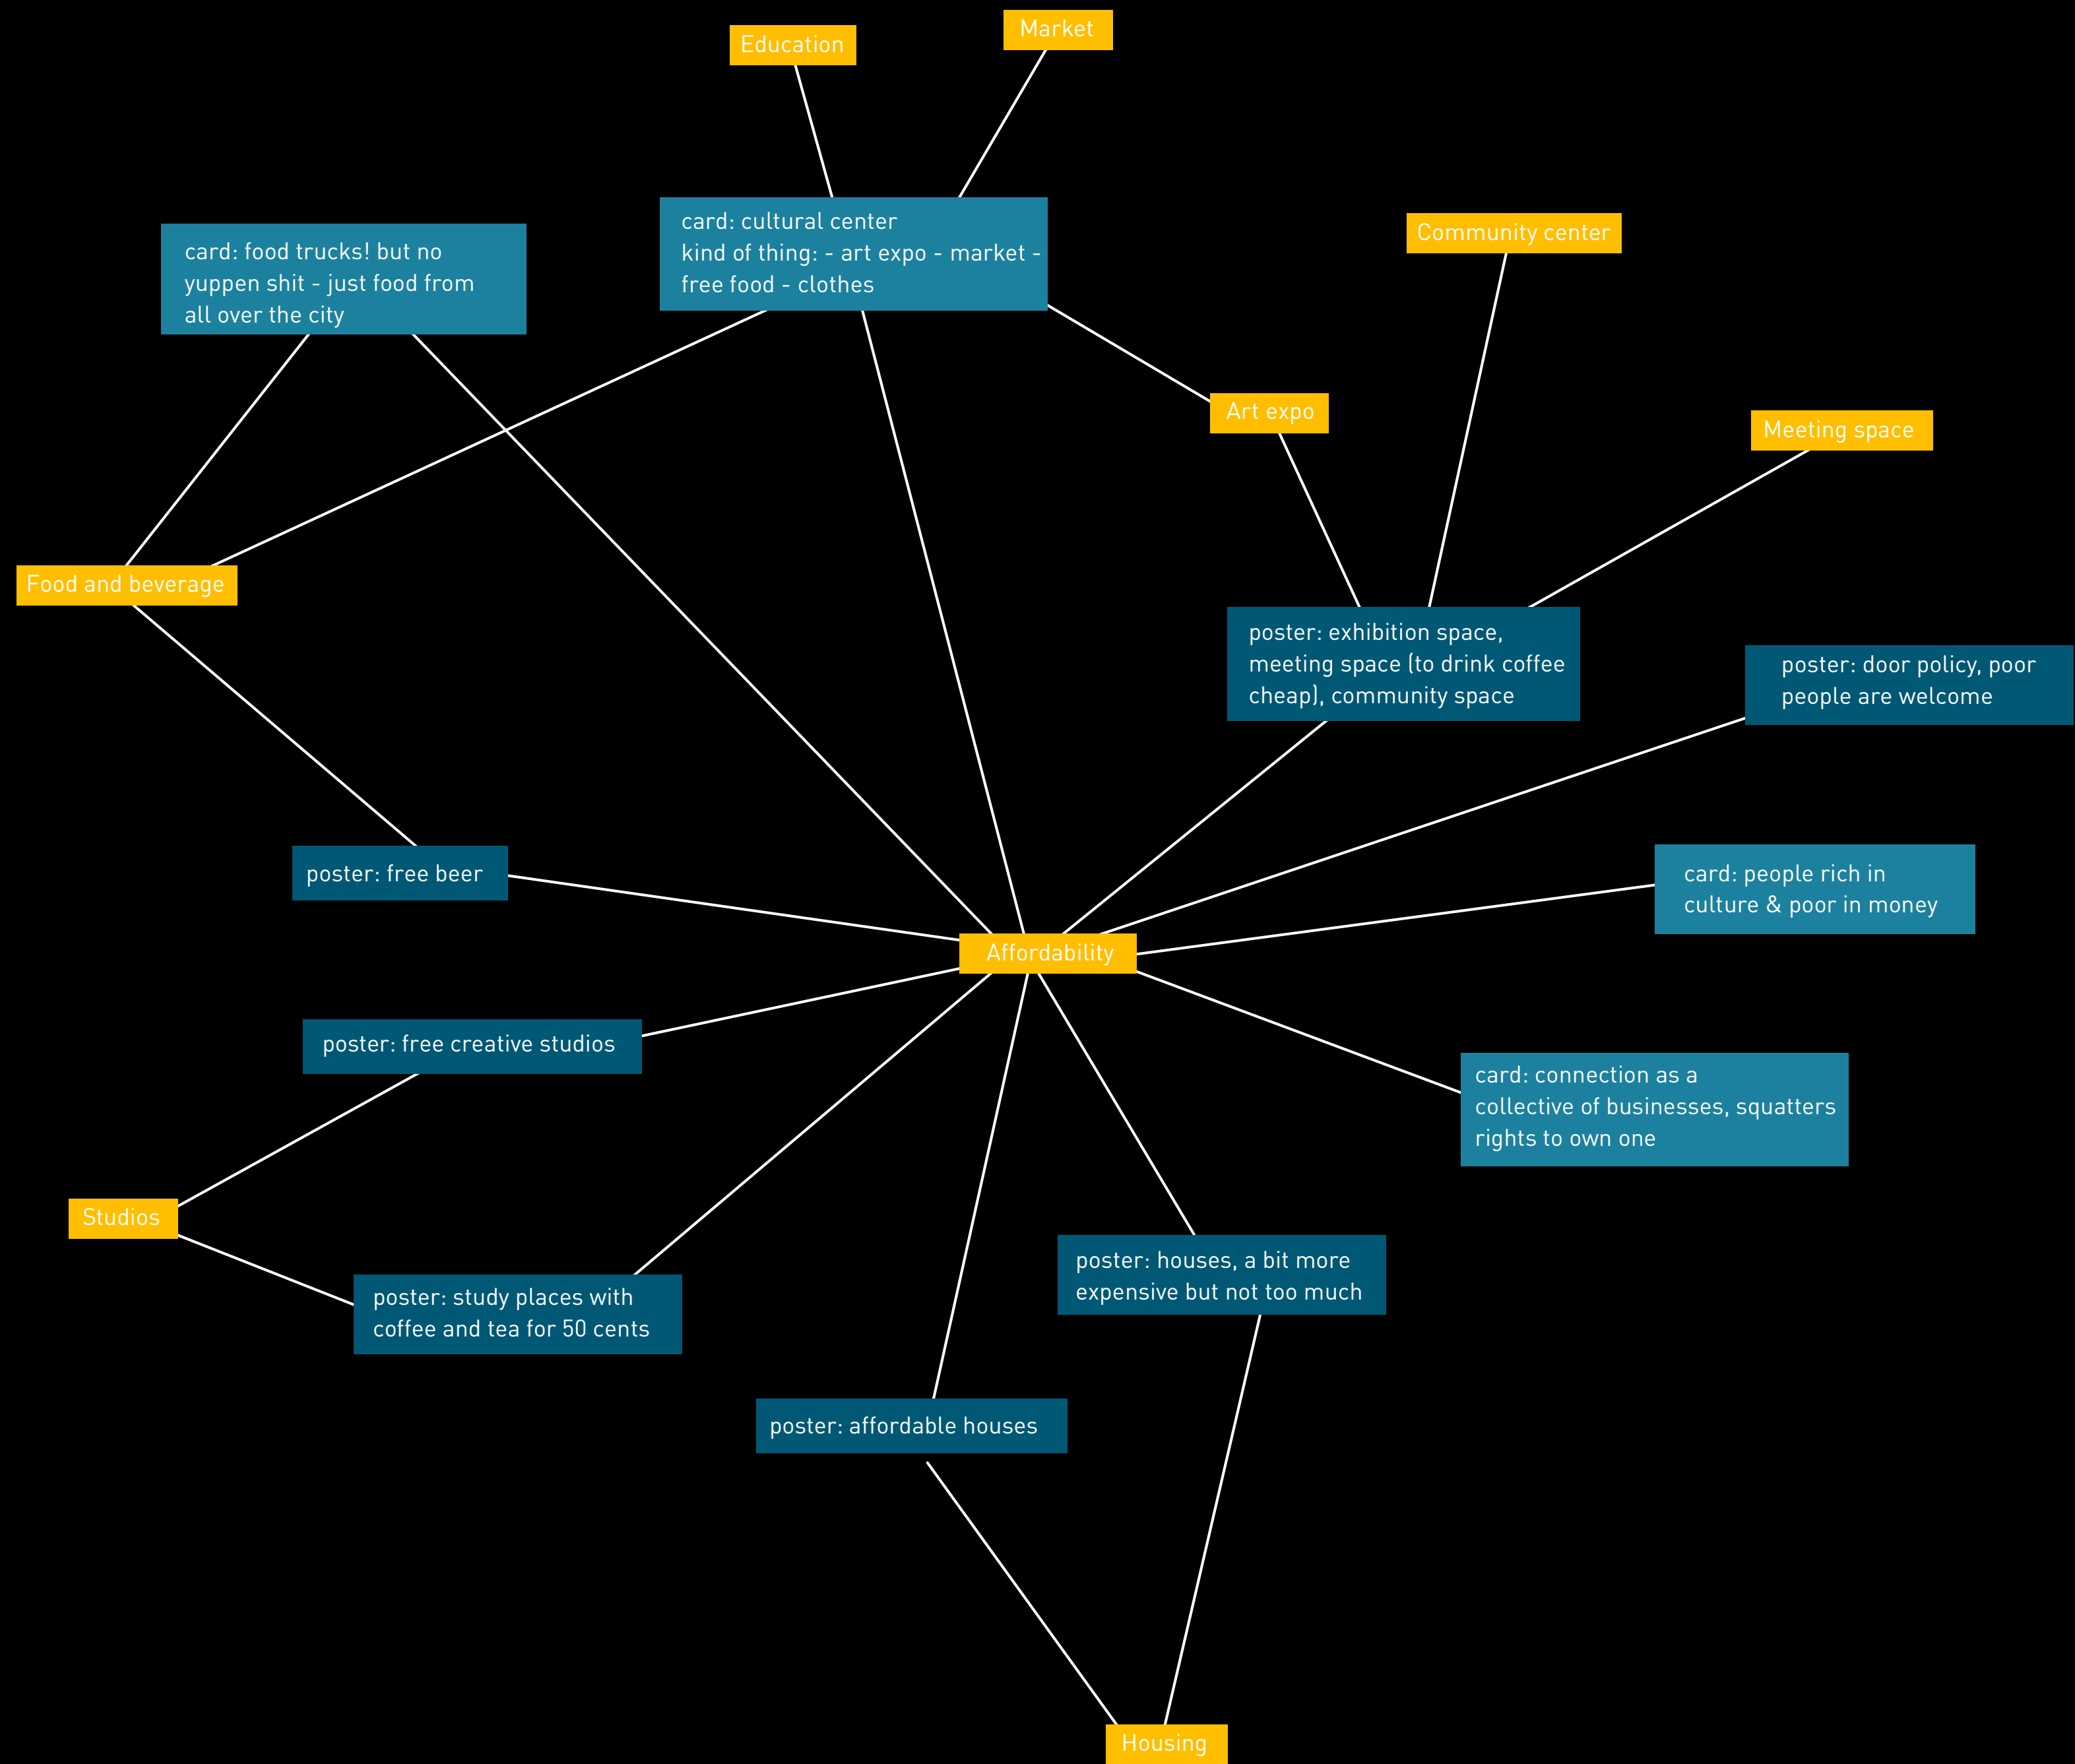 Market
Education
card: cultural center
kind of thing: - art expo - market -
free food - clothes
Community center
card: food trucks! but no
yuppen shit - just food from
all over the city
Art expo
Meeting space
Food and beverage
poster: exhibition space,
meeting space (to drink coffee
cheap), community space
poster: door policy, poor
people are welcome
poster: free beer
card: people rich in
culture & poor in money
Affordability
poster: free creative studios
card: connection as a
collective of businesses, squatters
rights to own one
Studios
poster: houses, a bit more
expensive but not too much
poster: study places with
coffee and tea for 50 cents
poster: affordable houses
Housing